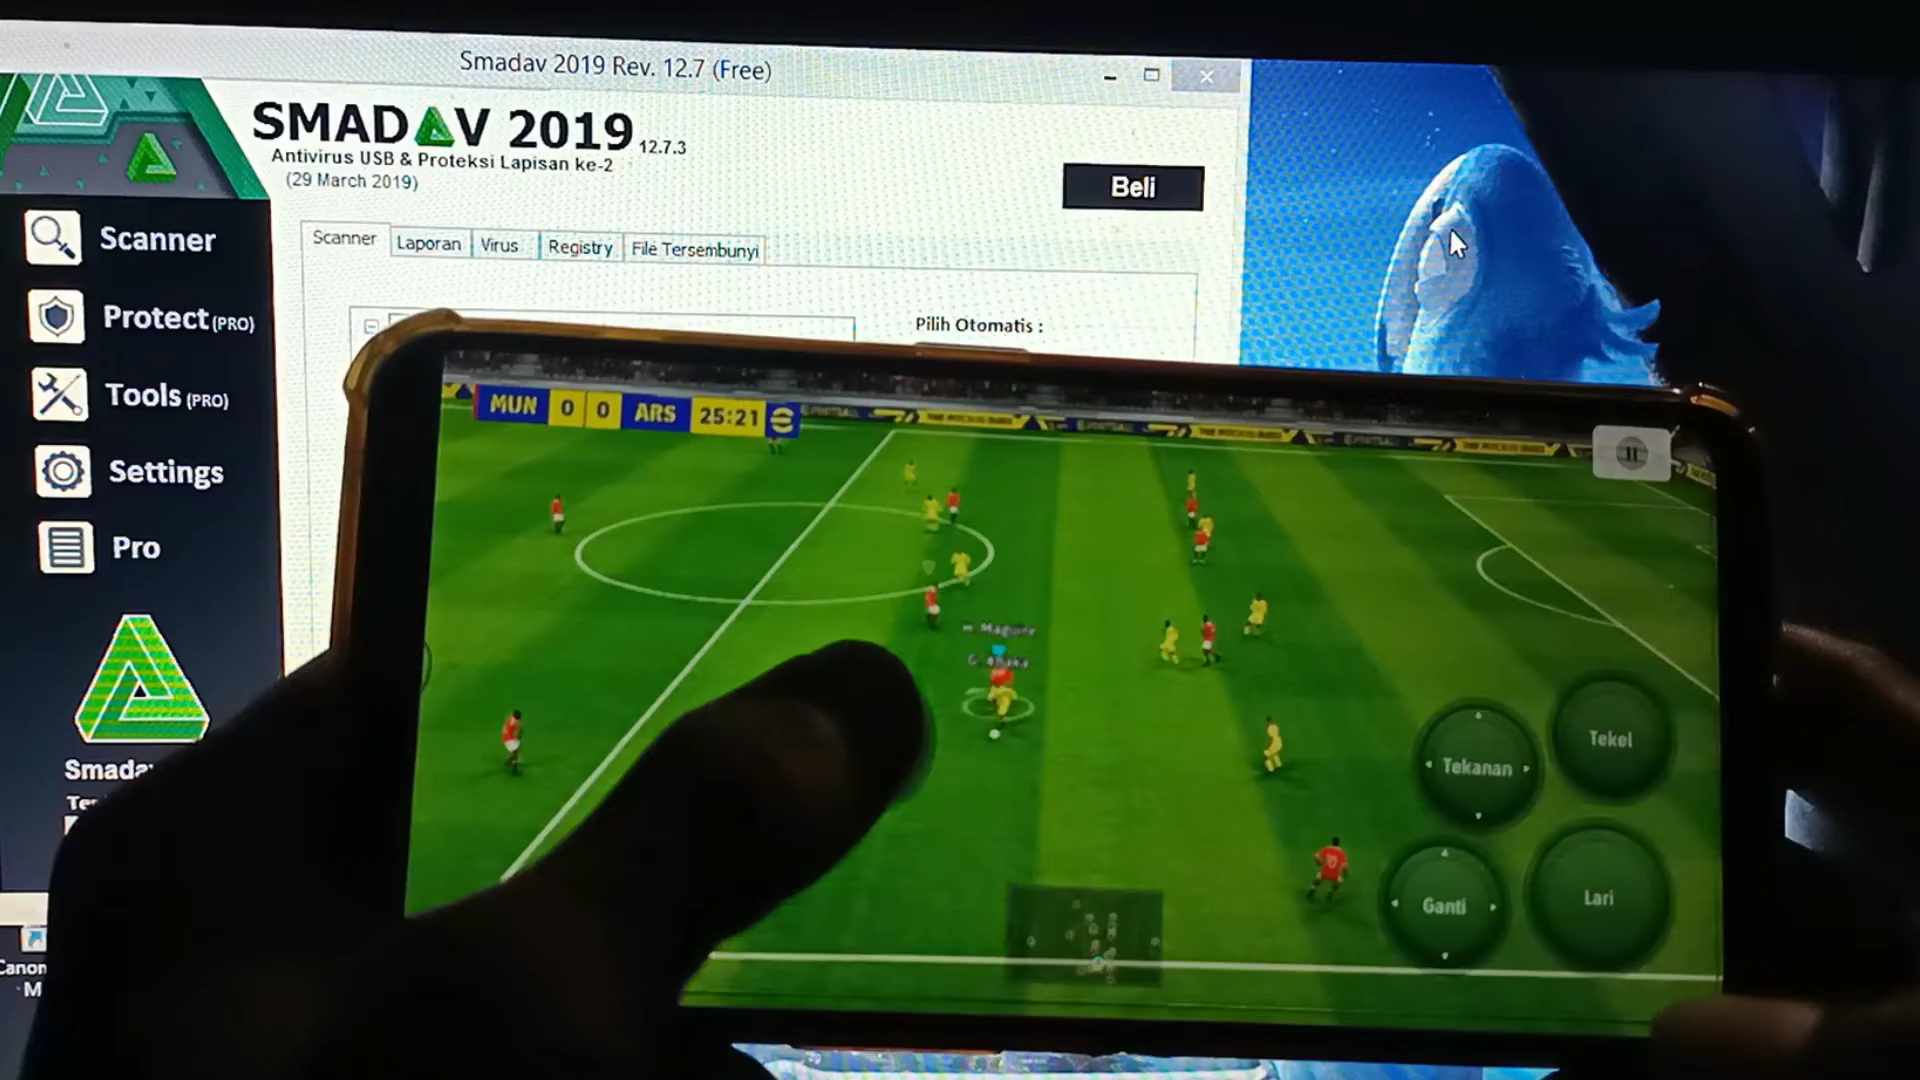 Smadav 2019 Rev. 12.7 (Free)
SMADAV 2019 12.7.3
Antivirus USB & Proteksi Lapisan ke-2
(29 March 2019)
Beli
Scanner
Protect (PRO)
Tools (PRO)
Settings
Pro
Scanner Laporan Virus Registry File Tersembunyi
Pilih Otomatis :
MUN 0 0 ARS 25:21
Tekanan
Tekel
Ganti
Lari
Canon
M